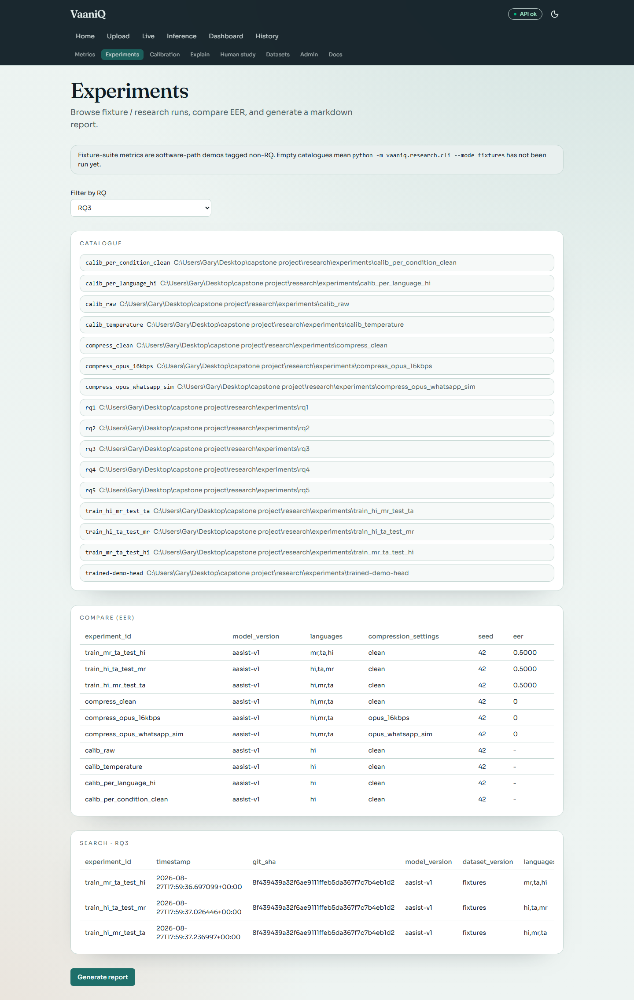 VaaniQ
API ok
Home Upload Live Inference Dashboard History
Metrics Experiments Calibration Explain Human study Datasets Admin Docs
Experiments
Browse fixture / research runs, compare EER, and generate a markdown
report.
Fixture-suite metrics are software-path demos tagged non-RQ. Empty catalogues mean python -m vaaniq.research.cli --mode fixtures has not been
run yet.
Filter by RQ
RQ3
CATALOGUE
calib_per_condition_clean C:\Users\Gary\Desktop\capstone project\research\experiments\calib_per_condition_clean
calib_per_language_hi C:\Users\Gary\Desktop\capstone project\research\experiments\calib_per_language_hi
calib_raw C:\Users\Gary\Desktop\capstone project\research\experiments\calib_raw
calib_temperature C:\Users\Gary\Desktop\capstone project\research\experiments\calib_temperature
compress_clean C:\Users\Gary\Desktop\capstone project\research\experiments\compress_clean
compress_opus_16kbps C:\Users\Gary\Desktop\capstone project\research\experiments\compress_opus_16kbps
compress_opus_whatsapp_sim C:\Users\Gary\Desktop\capstone project\research\experiments\compress_opus_whatsapp_sim
rq1 C:\Users\Gary\Desktop\capstone project\research\experiments\rq1
rq2 C:\Users\Gary\Desktop\capstone project\research\experiments\rq2
rq3 C:\Users\Gary\Desktop\capstone project\research\experiments\rq3
rq4 C:\Users\Gary\Desktop\capstone project\research\experiments\rq4
rq5 C:\Users\Gary\Desktop\capstone project\research\experiments\rq5
train_hi_mr_test_ta C:\Users\Gary\Desktop\capstone project\research\experiments\train_hi_mr_test_ta
train_hi_ta_test_mr C:\Users\Gary\Desktop\capstone project\research\experiments\train_hi_ta_test_mr
train_mr_ta_test_hi C:\Users\Gary\Desktop\capstone project\research\experiments\train_mr_ta_test_hi
trained-demo-head C:\Users\Gary\Desktop\capstone project\research\experiments\trained-demo-head
COMPARE (EER)
experiment_id model_version languages compression_settings seed eer
train_mr_ta_test_hi aasist-v1 mr,ta,hi clean 42 0.5000
train_hi_ta_test_mr aasist-v1 hi,ta,mr clean 42 0.5000
train_hi_mr_test_ta aasist-v1 hi,mr,ta clean 42 0.5000
compress_clean aasist-v1 hi,mr,ta clean 42 0
compress_opus_16kbps aasist-v1 hi,mr,ta opus_16kbps 42 0
compress_opus_whatsapp_sim aasist-v1 hi,mr,ta opus_whatsapp_sim 42 0
calib_raw aasist-v1 hi clean 42 -
calib_temperature aasist-v1 hi clean 42 -
calib_per_language_hi aasist-v1 hi clean 42 -
calib_per_condition_clean aasist-v1 hi clean 42 -
SEARCH · RQ3
experiment_id timestamp git_sha model_version dataset_version languages
2026-08-
train_mr_ta_test_hi 27T17:59:36.697099+00:00 8f439439a32f6ae9111ffeb5da367f7c7b4eb1d2 aasist-v1 fixtures mr,ta,hi
2026-08-
train_hi_ta_test_mr 27T17:59:37.026446+00:00 8f439439a32f6ae9111ffeb5da367f7c7b4eb1d2 aasist-v1 fixtures hi,ta,mr
2026-08-
train_hi_mr_test_ta 27T17:59:37.236997+00:00 8f439439a32f6ae9111ffeb5da367f7c7b4eb1d2 aasist-v1 fixtures hi,mr,ta
Generate report